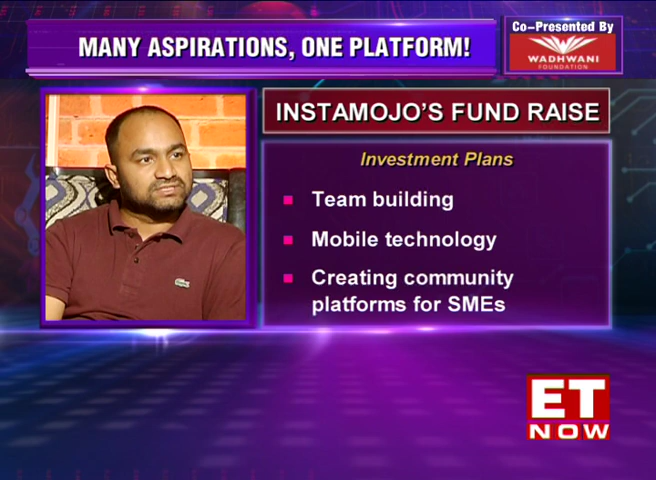 MANY ASPIRATIONS, ONE PLATFORM!
Co-Presented By
WADHWANI
FOUNDATION
INSTAMOJO'S FUND RAISE
Investment Plans
Team building
Mobile technology
Creating community
platforms for SMEs
ET
NOW